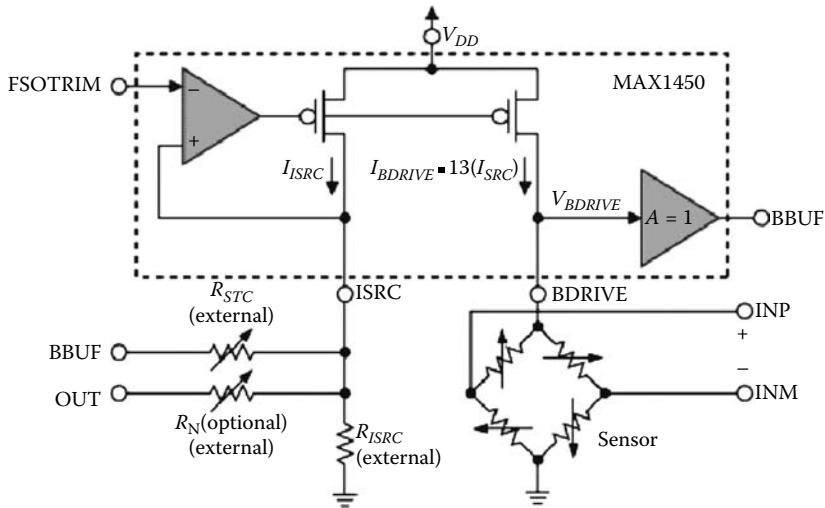 V_DD
FSOTRIM
MAX1450
−
+
I_ISRC
I_BDRIVE ▪ 13(I_SRC)
V_BDRIVE
A = 1
BBUF
R_STC
(external)
ISRC
BDRIVE
INP
BBUF
+
−
OUT
INM
R_N(optional)
(external)
R_ISRC
(external)
Sensor